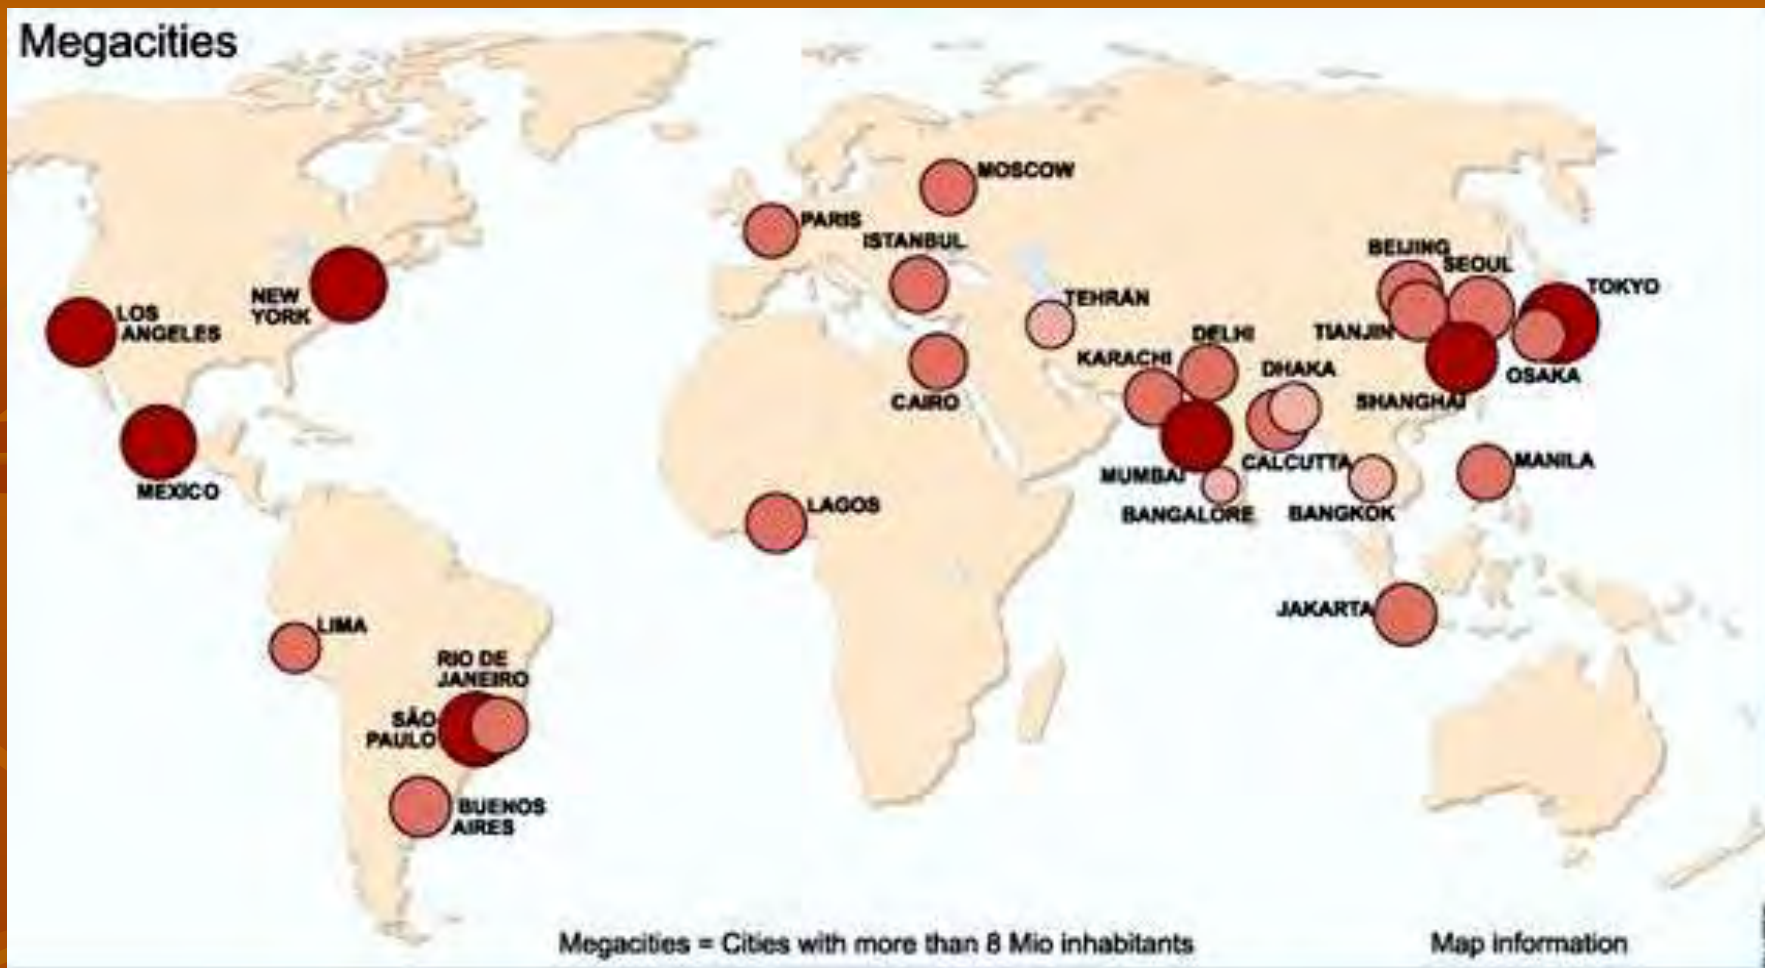 Megacities
MOSCOW
PARIS
ISTANBUL
BEIJING
SEOUL
TOKYO
NEW
YORK
LOS
ANGELES
TEHRAN
TIANJIN
DELHI
KARACHI
DHAKA
OSAKA
CAIRO
SHANGHAI
MEXICO
MUMBAI
CALCUTTA
MANILA
LAGOS
BANGALORE
BANGKOK
JAKARTA
LIMA
RIO DE
JANEIRO
SÃO
PAULO
BUENOS
AIRES
Megacities = Cities with more than 8 Mio inhabitants
Map information